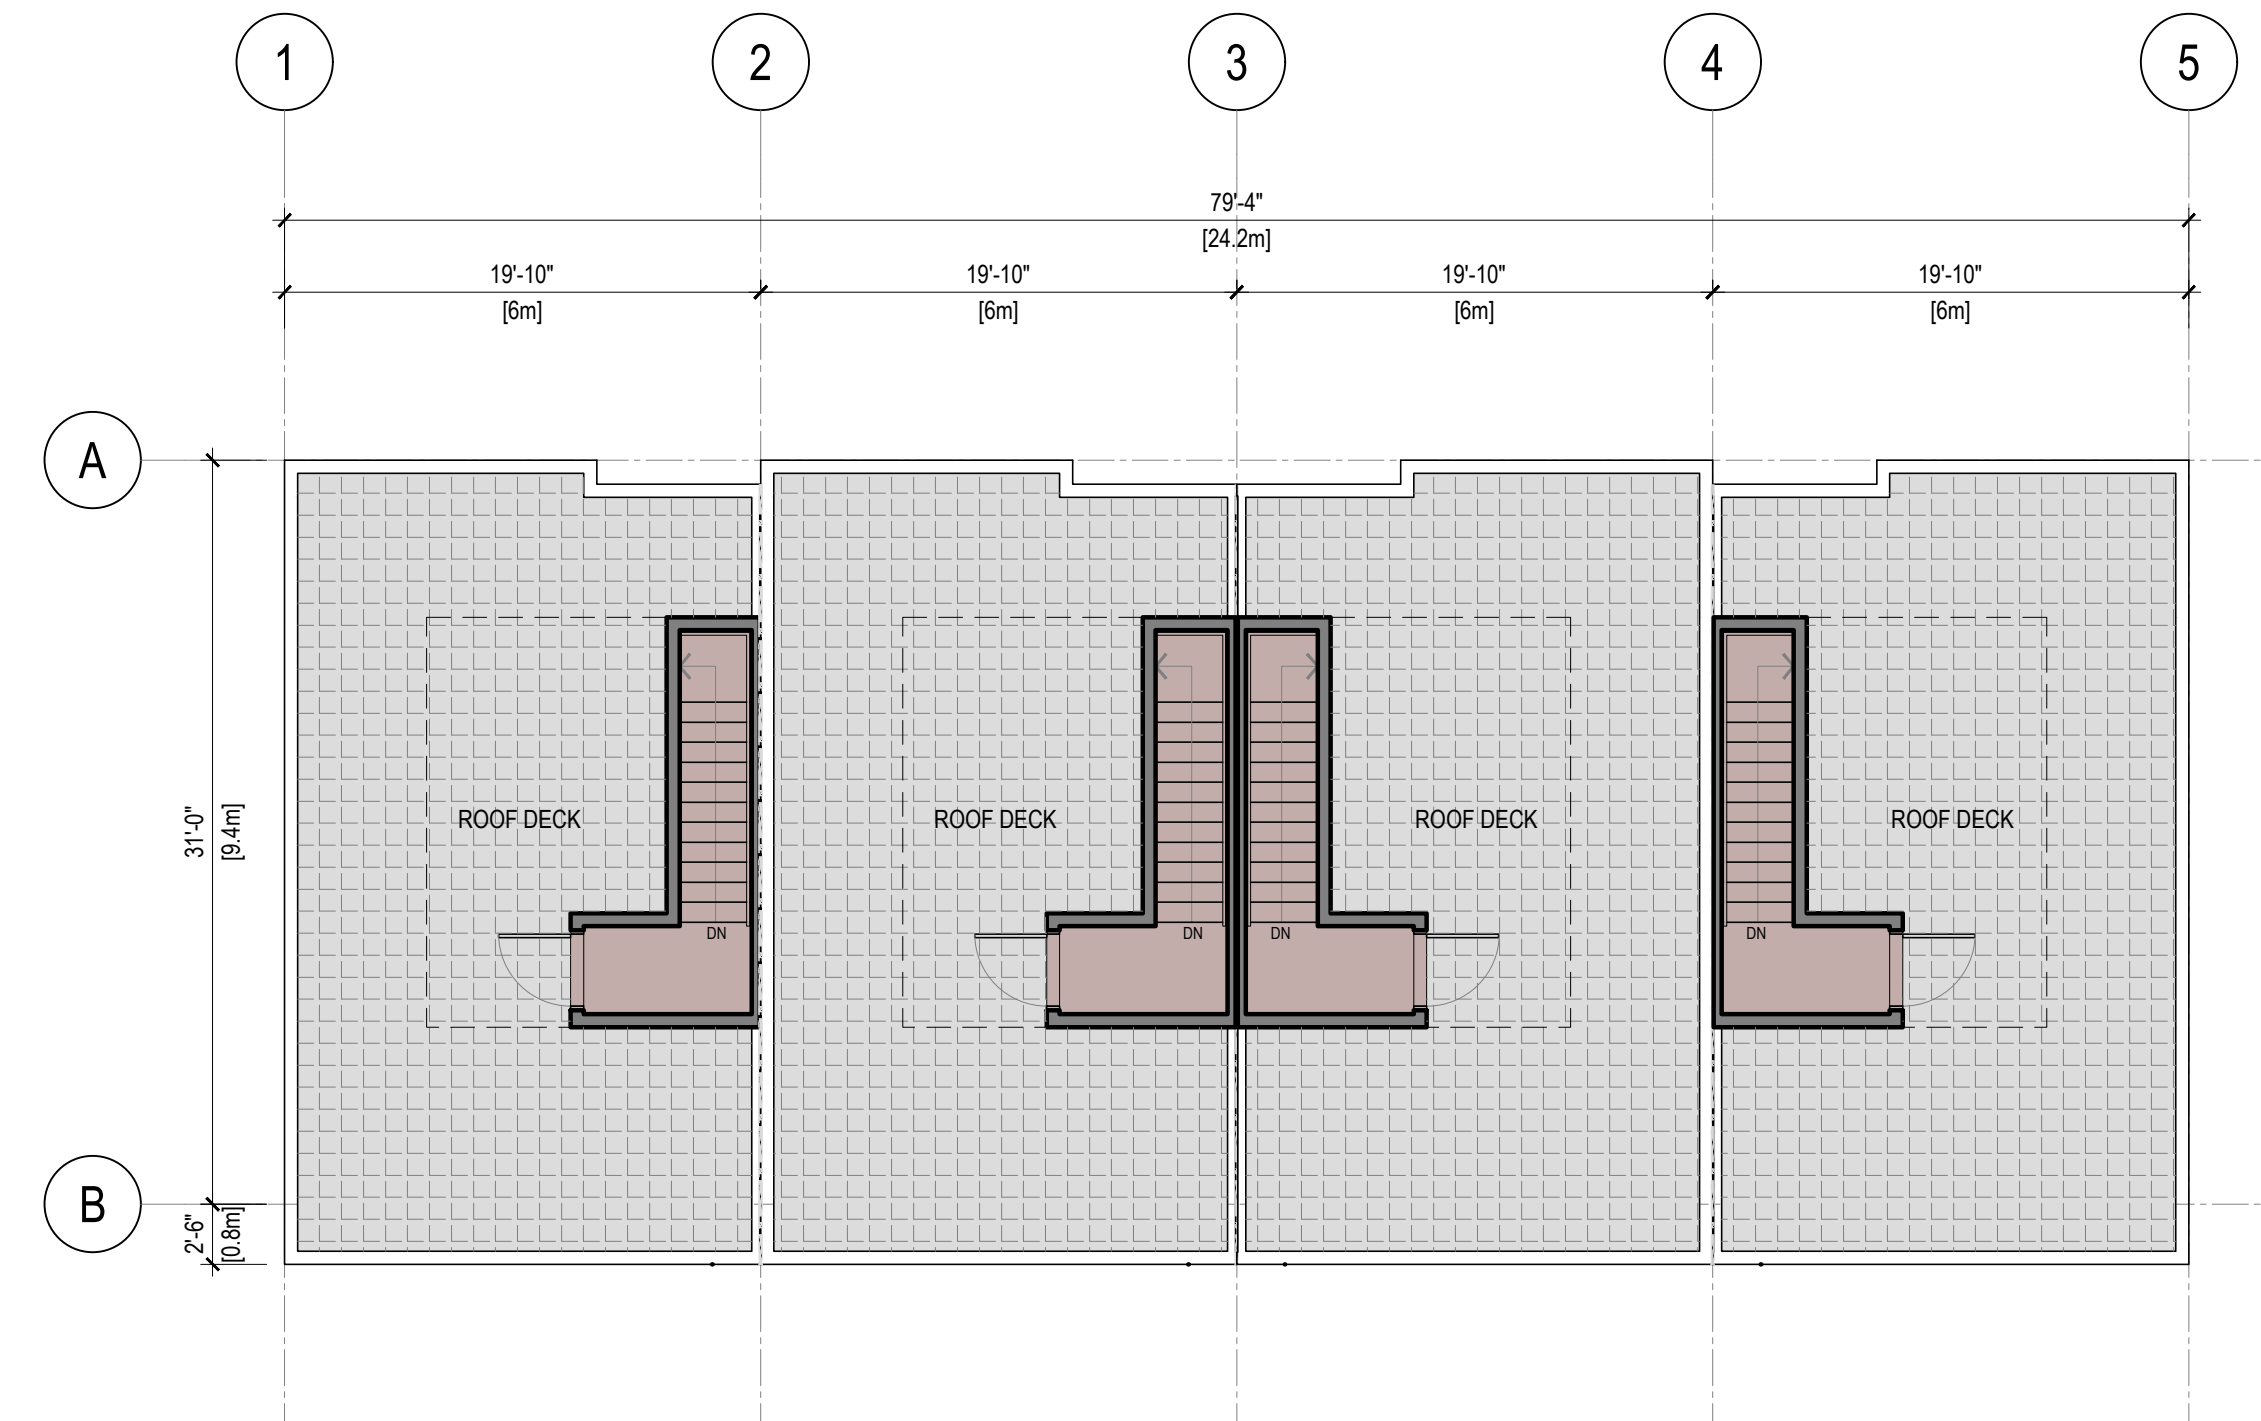 1 2 3 4 5
79'-4"
[24.2m]
19'-10" 19'-10" 19'-10" 19'-10"
[6m] [6m] [6m] [6m]
A
31'-0"
[9.4m]
ROOF DECK ROOF DECK ROOF DECK ROOF DECK
DN DN DN DN
B
2'-6"
[0.8m]